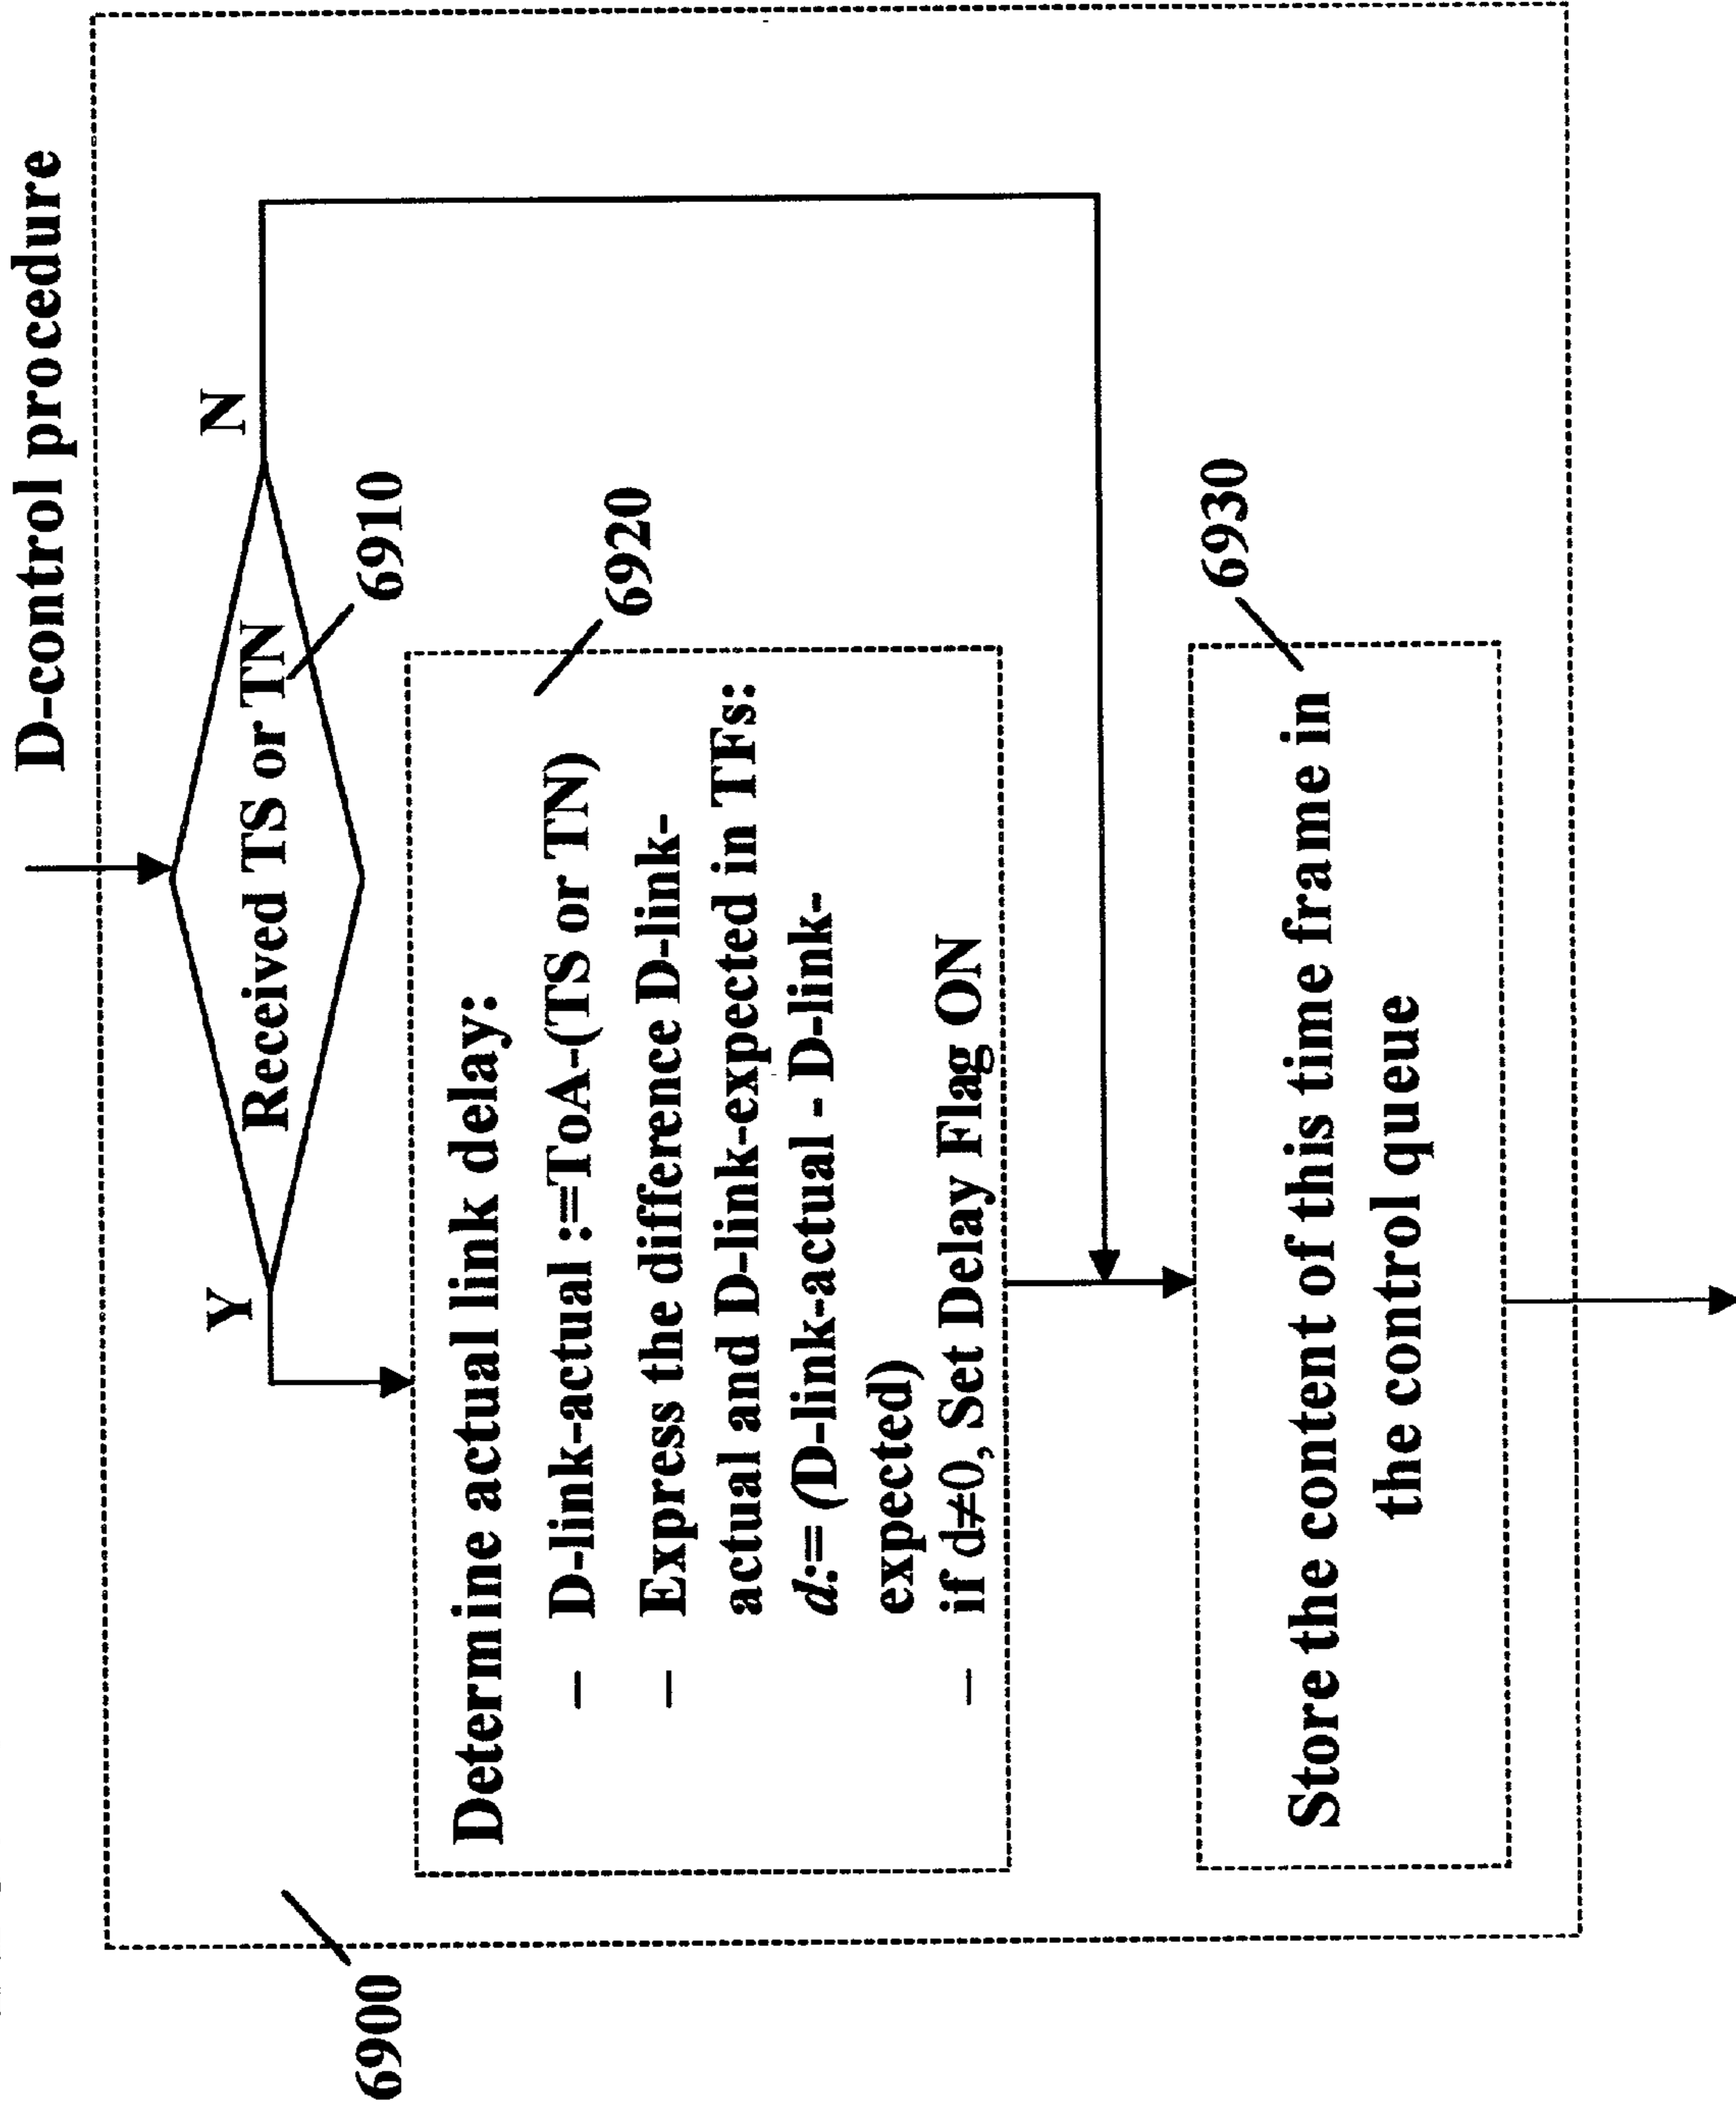 D-control procedure
Received TS or TN
Y
N
6910
Determine actual link delay:
– D-link-actual :=ToA-(TS or TN)
– Express the difference D-link-
actual and D-link-expected in TFs:
d:= (D-link-actual - D-link-
expected)
– if d≠0, Set Delay Flag ON
6920
Store the content of this time frame in
the control queue
6930
6900